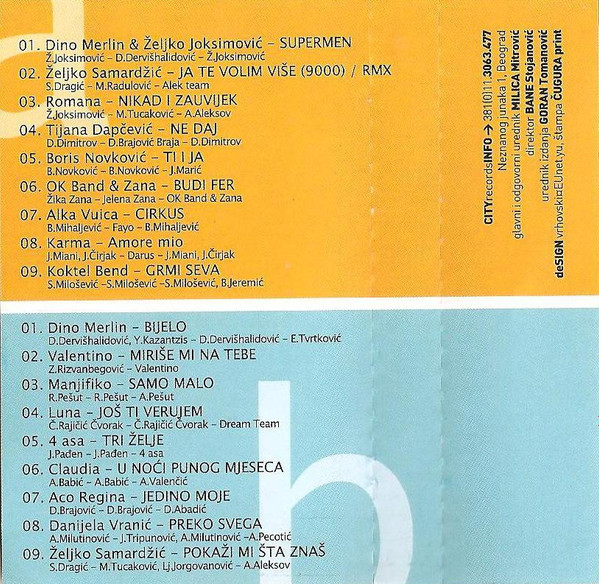 01. Dino Merlin & Željko Joksimović – SUPERMEN
Ž.Joksimović – D.Dervišhalidović – Ž.Joksimović
02. Željko Samardžić – JA TE VOLIM VIŠE (9000) / RMX
S.Dragić – M.Radulović – Alek team
03. Romana – NIKAD I ZAUVIJEK
Ž.Joksimović – M.Tucaković – A.Aleksov
04. Tijana Dapčević – NE DAJ
D.Dimitrov – D.Brajović Braja – D.Dimitrov
05. Boris Novković – TI I JA
B.Novković – B.Novković – J.Marić
06. OK Band & Zana – BUDI FER
Žika Zana – Jelena Zana – OK Band & Zana
07. Alka Vuica – CIRKUS
B.Mihaljević – Fayo – B.Mihaljević
08. Karma – Amore mio
J.Miani, J.Čirjak – Darus – J.Miani, J.Čirjak
09. Koktel Bend – GRMI SEVA
S.Milošević –S.Milošević –S.Milošević, B.Jeremić
CITYrecordsINFO → 381(0)11.3063.477
Neznanog junaka 1, Beograd
glavni i odgovorni urednik MILICA Mitrović
direktor BANE Stojanović
urednik izdanja GORAN Tomanović
deSIGN vrhovski¤EUnet.yu, štampa ČUGURA print
01. Dino Merlin – BIJELO
D.Dervišhalidović, Y.Kazantzis – D.Dervišhalidović – E.Tvrtković
02. Valentino – MIRIŠE MI NA TEBE
Z.Rizvanbegović – Valentino
03. Manjifiko – SAMO MALO
R.Pešut – R.Pešut – A.Pešut
04. Luna – JOŠ TI VERUJEM
Č.Rajičić Čvorak – Č.Rajičić Čvorak – Dream Team
05. 4 asa – TRI ŽELJE
J.Pađen – J.Pađen – 4 asa
06. Claudia – U NOĆI PUNOG MJESECA
A.Babić – A.Babić – A.Valenčić
07. Aco Regina – JEDINO MOJE
D.Brajović – D.Brajović – D.Abadić
08. Danijela Vranić – PREKO SVEGA
A.Milutinović – J.Tripunović, A.Milutinović –A.Pecotić
09. Željko Samardžić – POKAŽI MI ŠTA ZNAŠ
S.Dragić – M.Tucaković, Lj.Jorgovanović – A.Aleksov
h